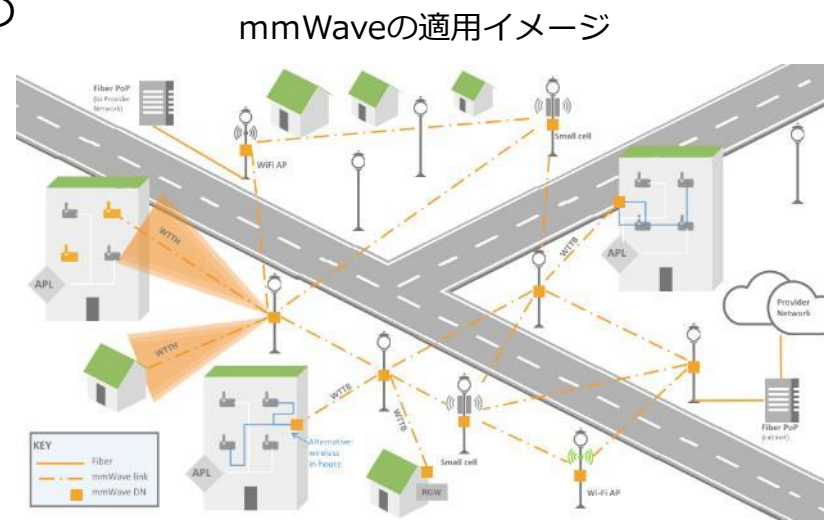 mmWaveの適用イメージ
Fiber PoP
(to Provider
Network)
WiFi AP
Small cell
WTTH
APL
WTTB
APL
WTTH
Provider
Network
WTTB
Alternative:
wireless
in-house
APL
WTTB
Small cell
RGW
Wi-Fi AP
Fiber PoP
(cabinet)
KEY
Fiber
mmWave link
mmWave DN